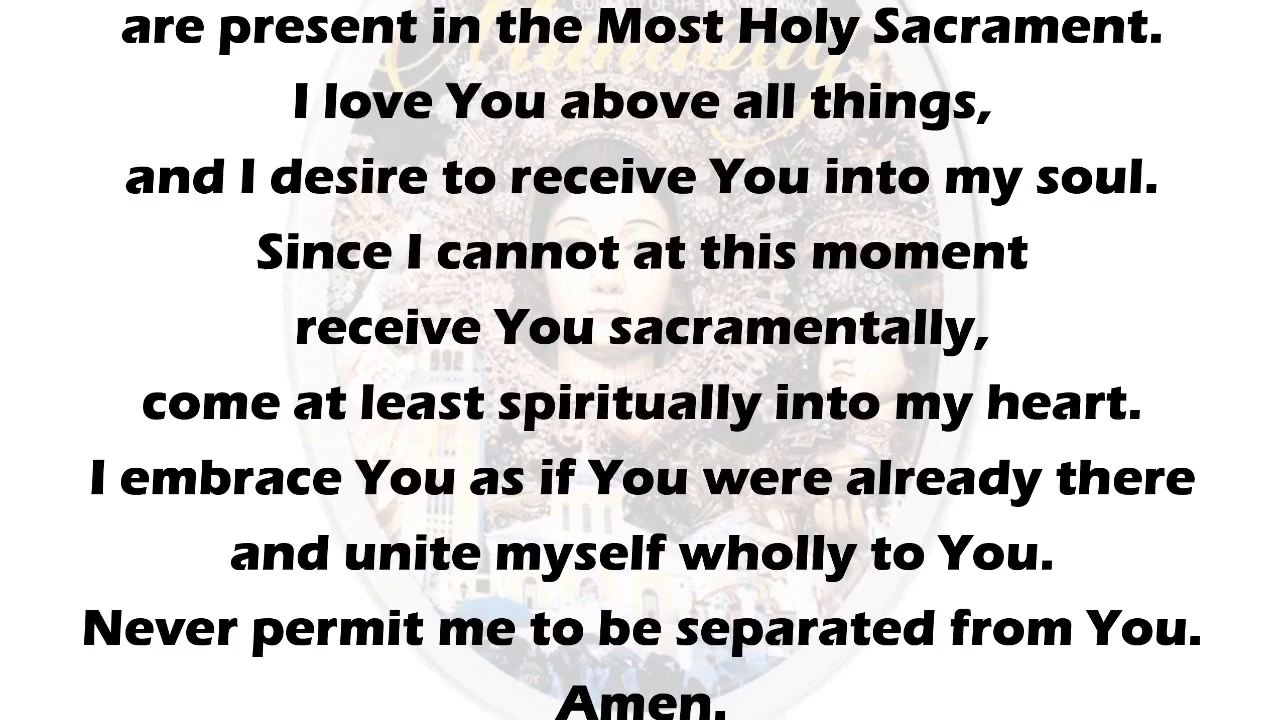 are present in the Most Holy Sacrament.
I love You above all things,
and I desire to receive You into my soul.
Since I cannot at this moment
receive You sacramentally,
come at least spiritually into my heart.
I embrace You as if You were already there
and unite myself wholly to You.
Never permit me to be separated from You.
Amen.